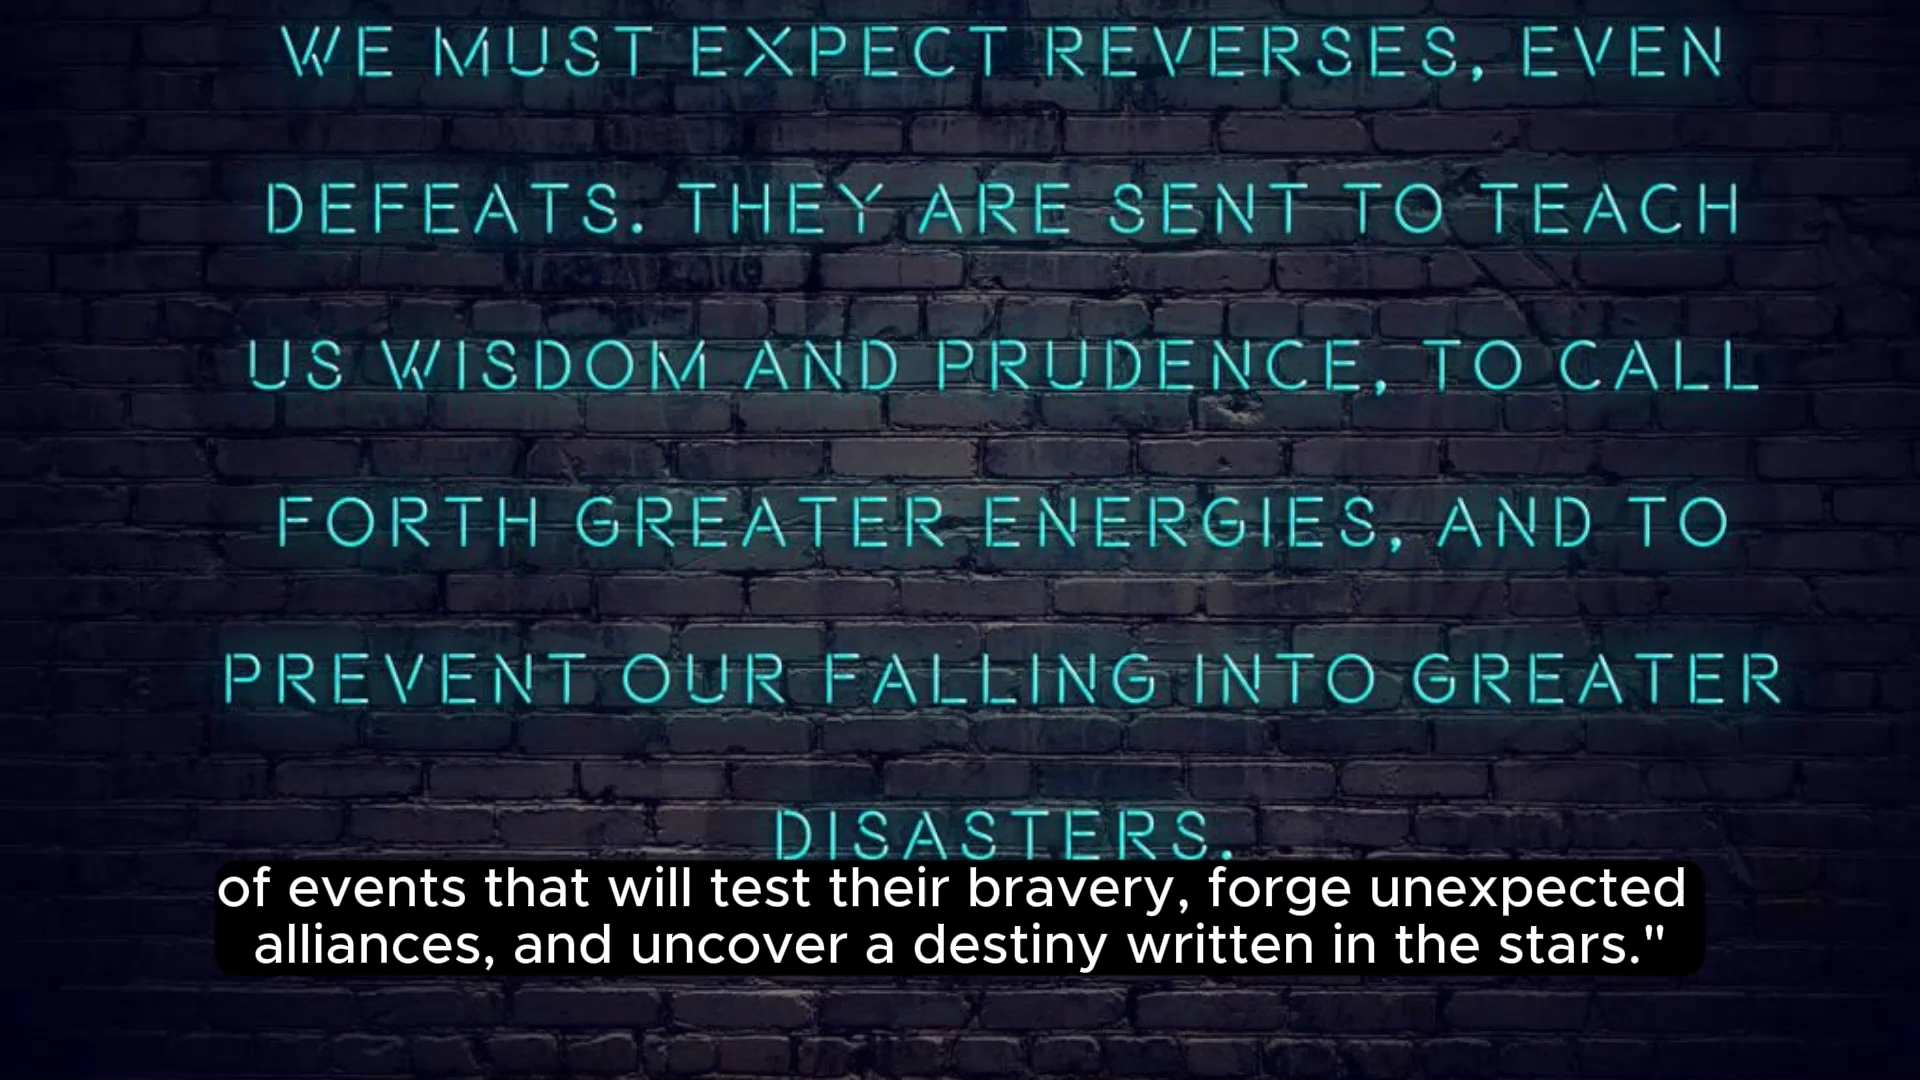 WE MUST EXPECT REVERSES, EVEN
DEFEATS. THEY ARE SENT TO TEACH
US WISDOM AND PRUDENCE, TO CALL
FORTH GREATER ENERGIES, AND TO
PREVENT OUR FALLING INTO GREATER
DISASTERS.
of events that will test their bravery, forge unexpected
alliances, and uncover a destiny written in the stars."